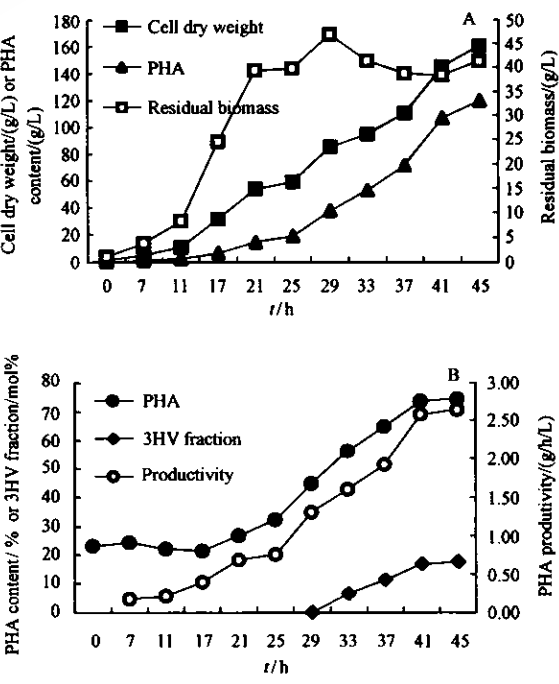 A
Cell dry weight
PHA
Residual biomass
Cell dry weight/(g/L) or PHA
content/(g/L)
180
160
140
120
100
80
60
40
20
0
50
45
40
35
30
25
20
15
10
5
0
Residual biomass/(g/L)
0 7 11 17 21 25 29 33 37 41 45
t/h
B
PHA
3HV fraction
Productivity
PHA content/ % or 3HV fraction/mol%
80
70
60
50
40
30
20
10
0
3.00
2.50
2.00
1.50
1.00
0.50
0.00
PHA produtivity/(g/h/L)
0 7 11 17 21 25 29 33 37 41 45
t/h